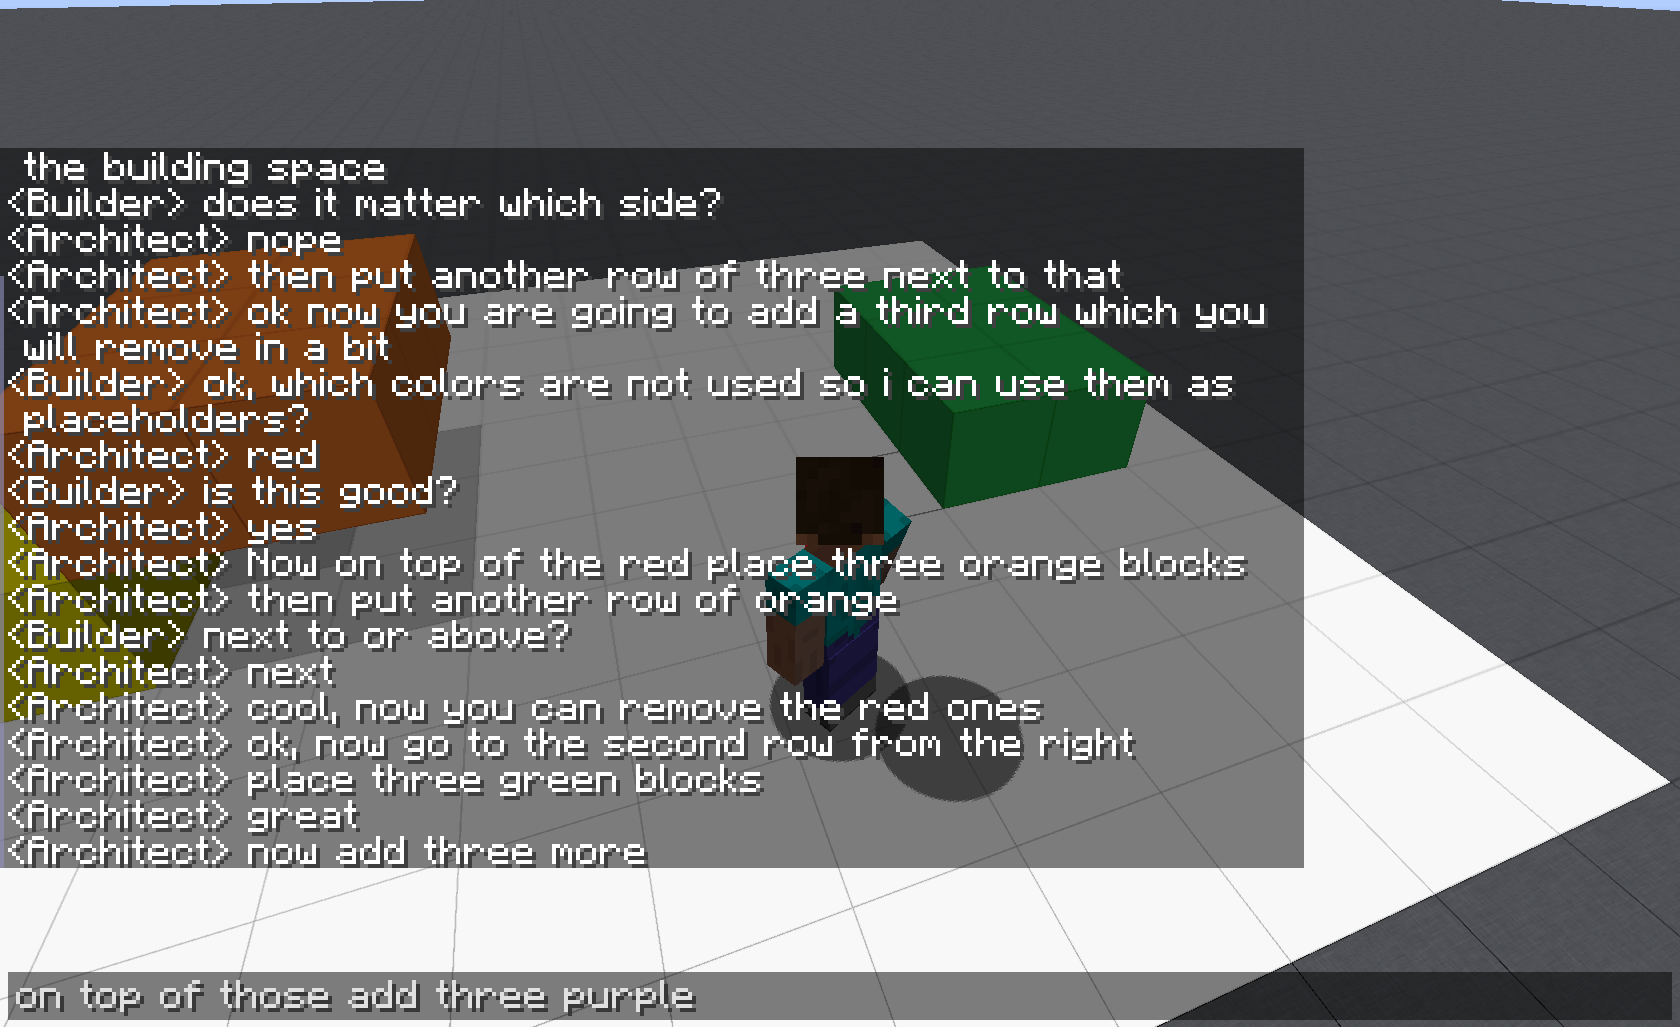 the building space
<Builder> does it matter which side?
<Architect> nope
<Architect> then put another row of three next to that
<Architect> ok now you are going to add a third row which you
will remove in a bit
<Builder> ok, which colors are not used so i can use them as
placeholders?
<Architect> red
<Builder> is this good?
<Architect> yes
<Architect> Now on top of the red place three orange blocks
<Architect> then put another row of orange
<Builder> next to or above?
<Architect> next
<Architect> cool, now you can remove the red ones
<Architect> ok, now go to the second row from the right
<Architect> place three green blocks
<Architect> great
<Architect> now add three more
on top of those add three purple